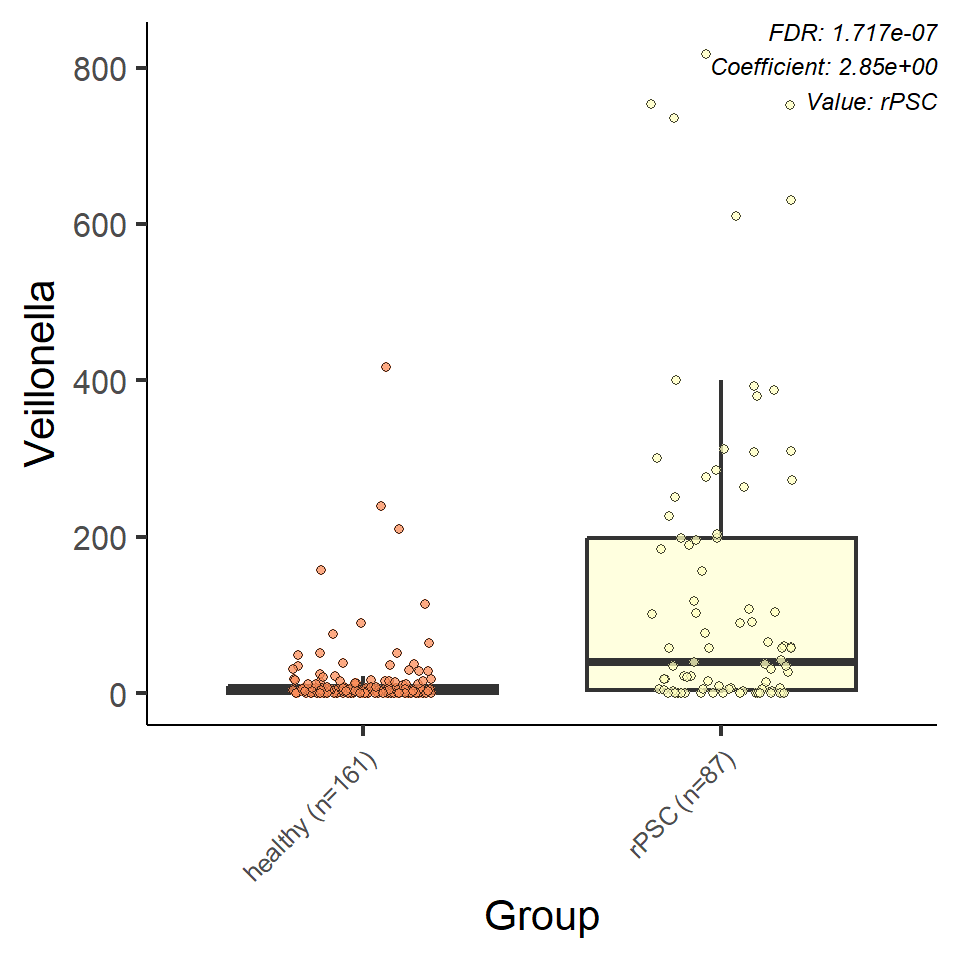 FDR: 1.717e-07
Coefficient: 2.85e+00
Value: rPSC
Veillonella
800
600
400
200
0
healthy (n=161)
rPSC (n=87)
Group